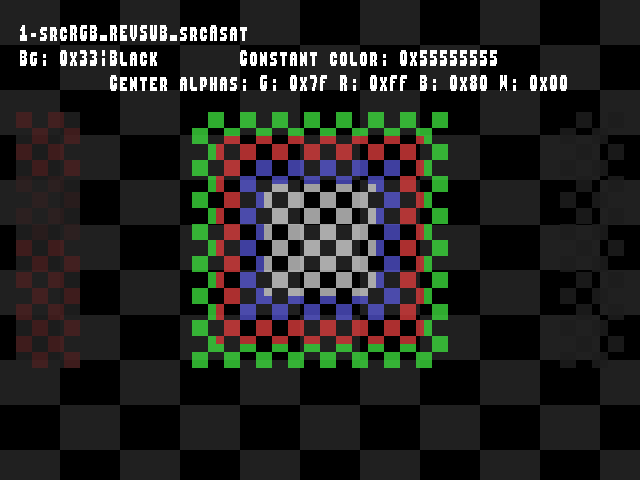 1-srcRGB_REVSUB_srcAsat
Bg: 0x33;Black Constant color: 0x55555555
Center alphas: G: 0x7f R: 0xff B: 0x80 W: 0x00